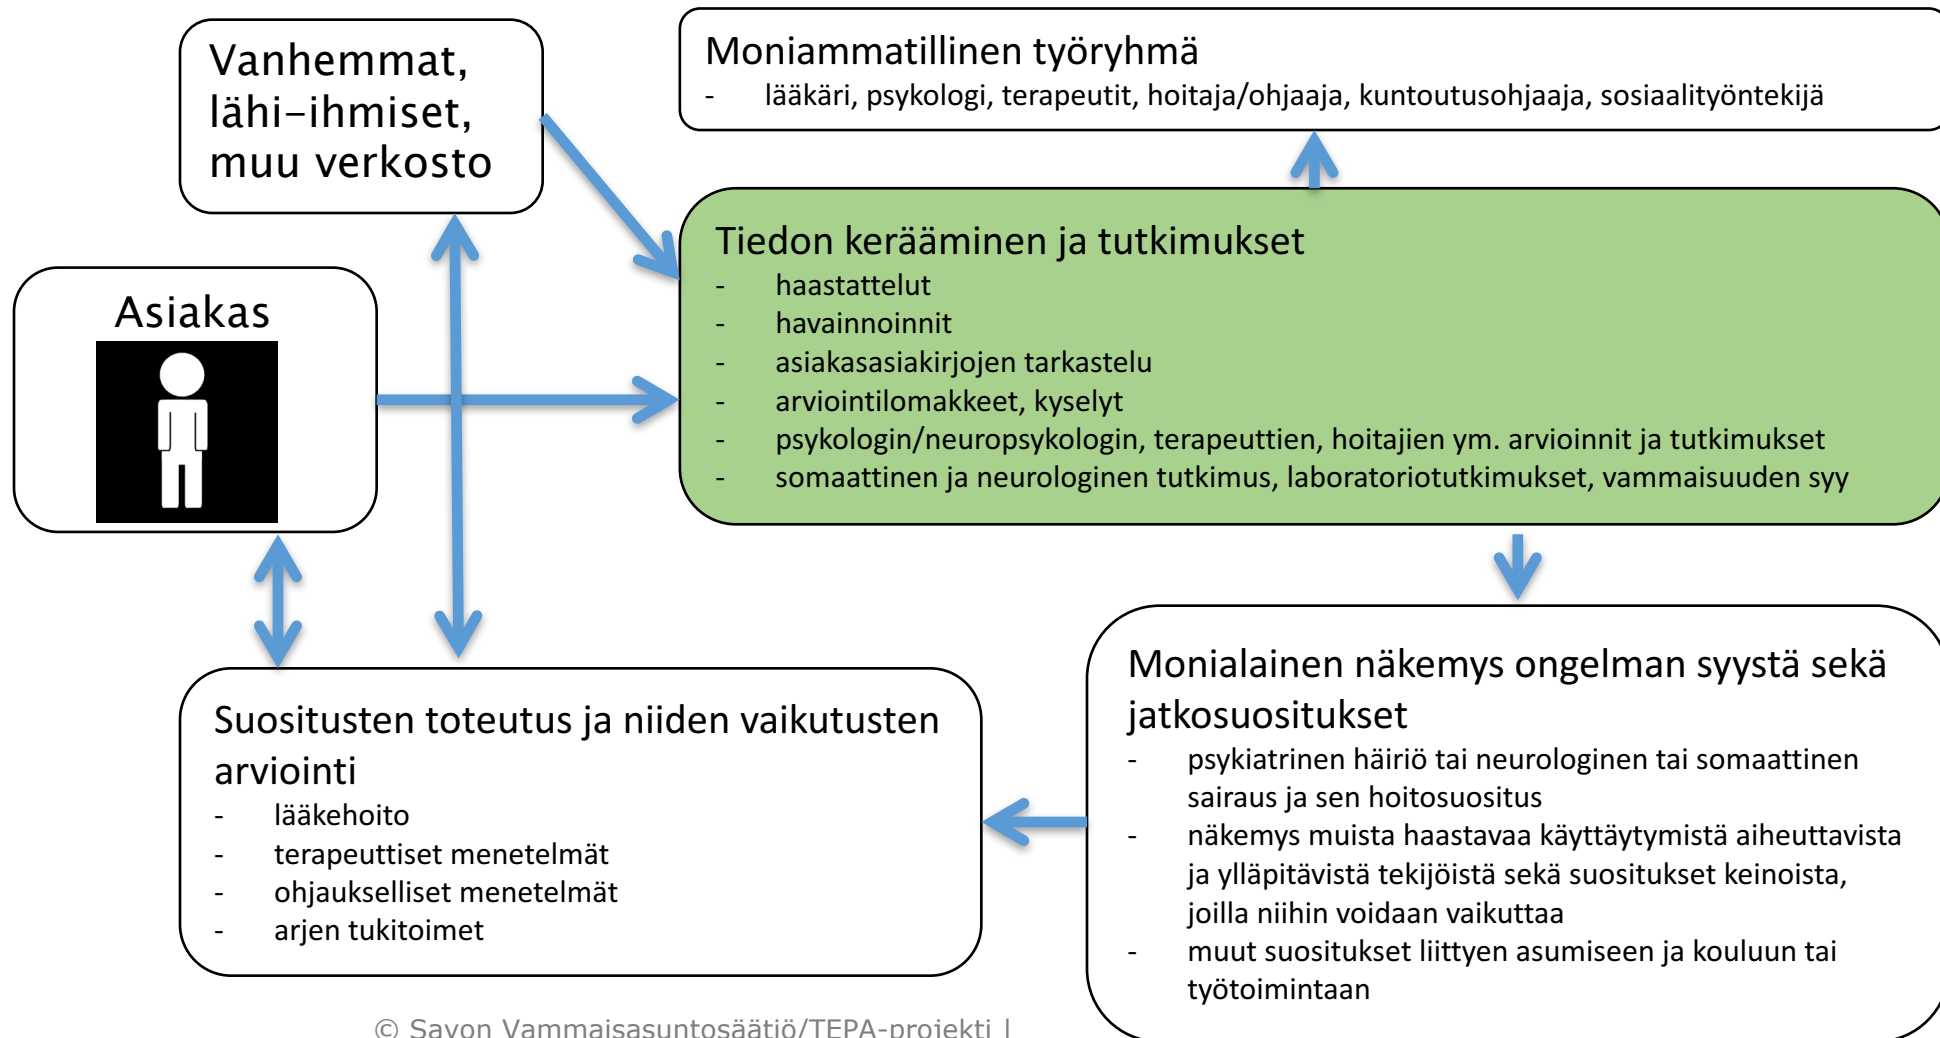 Vanhemmat,
lähi-ihmiset,
muu verkosto
Moniammatillinen työryhmä
- lääkäri, psykologi, terapeutit, hoitaja/ohjaaja, kuntoutusohjaaja, sosiaalityöntekijä
Asiakas
Tiedon kerääminen ja tutkimukset
- haastattelut
- havainnoinnit
- asiakasasiakirjojen tarkastelu
- arviointilomakkeet, kyselyt
- psykologin/neuropsykologin, terapeuttien, hoitajien ym. arvioinnit ja tutkimukset
- somaattinen ja neurologinen tutkimus, laboratoriotutkimukset, vammaisuuden syy
Monialainen näkemys ongelman syystä sekä
jatkosuositukset
- psykiatrinen häiriö tai neurologinen tai somaattinen
sairaus ja sen hoitosuositus
- näkemys muista haastavaa käyttäytymistä aiheuttavista
ja ylläpitävistä tekijöistä sekä suositukset keinoista,
joilla niihin voidaan vaikuttaa
- muut suositukset liittyen asumiseen ja kouluun tai
työtoimintaan
Suositusten toteutus ja niiden vaikutusten
arviointi
- lääkehoito
- terapeuttiset menetelmät
- ohjaukselliset menetelmät
- arjen tukitoimet
© Savon Vammaisasuntosäätiö/TEPA-projekti |